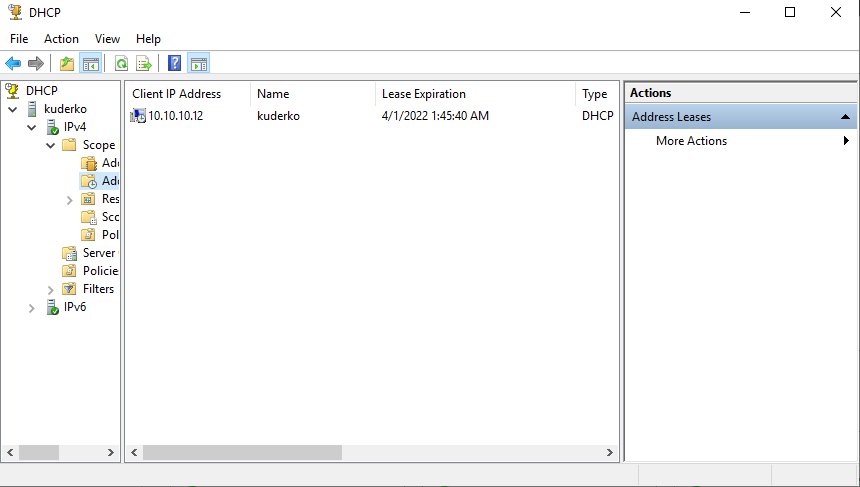 DHCP
File Action View Help
DHCP
kuderko
IPv4
Scope
Add
Add
Res
Sco
Pol
Server
Policie
Filters
IPv6
Client IP Address Name Lease Expiration Type
10.10.10.12 kuderko 4/1/2022 1:45:40 AM DHCP
Actions
Address Leases
More Actions